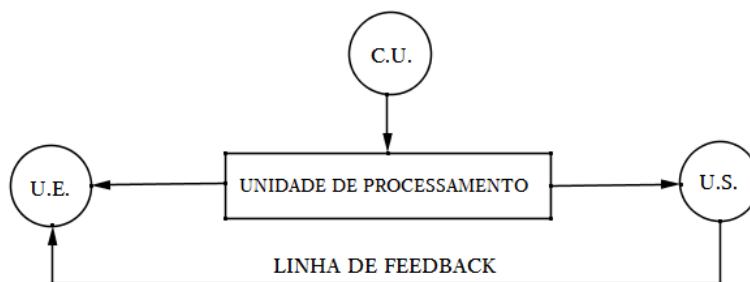 C.U.
U.E.
UNIDADE DE PROCESSAMENTO
U.S.
LINHA DE FEEDBACK